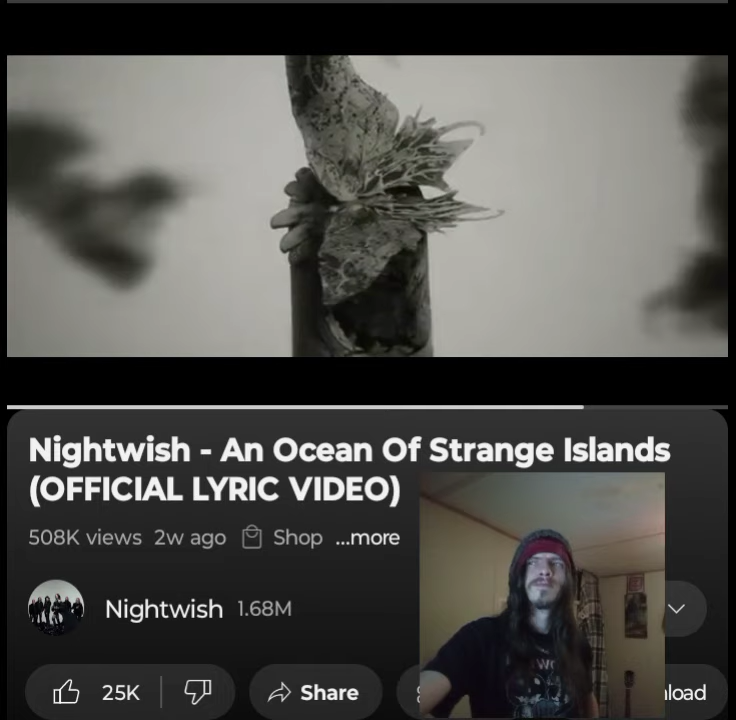 Nightwish - An Ocean Of Strange Islands
(OFFICIAL LYRIC VIDEO)
508K views 2w ago Shop ...more
Nightwish 1.68M
25K Share load